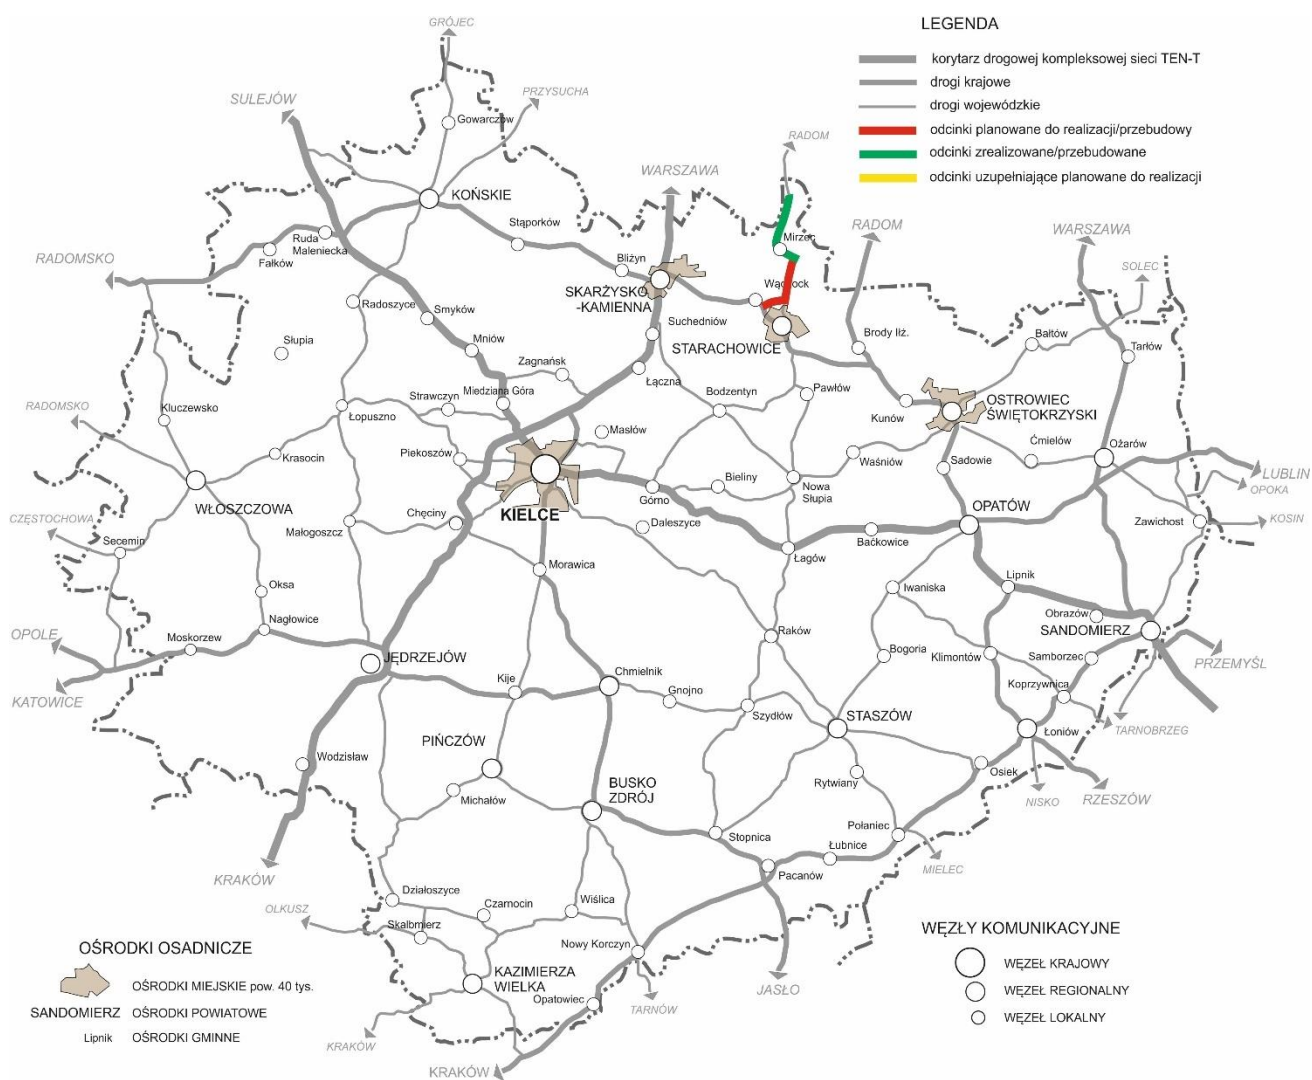 GRÓJEC
LEGENDA
korytarz drogowej kompleksowej sieci TEN-T
drogi krajowe
drogi wojewódzkie
odcinki planowane do realizacji/przebudowy
odcinki zrealizowane/przebudowane
odcinki uzupełniające planowane do realizacji
SULEJÓW
PRZYSUCHA
Gowarczów
RADOM
WARSZAWA
KOŃSKIE
Stąporków
Ruda
Maleniecka
Fałków
RADOMSKO
Mirzec
RADOM
WARSZAWA
SOLEC
Bliżyn
SKARŻYSKO
-KAMIENNA
Wąchock
Radoszyce
Smyków
Suchedniów
STARACHOWICE
Brody Iłż.
Bałtów
Tarłów
Słupia
Mniów
Zagnańsk
Łączna
Miedziana Góra
Strawczyn
Bodzentyn
Pawłów
Kunów
OSTROWIEC
ŚWIĘTOKRZYSKI
RADOMSKO
Kluczewsko
Łopuszno
Masłów
Krasocin
Piekoszów
Waśniów
Sadowie
Ćmielów
Ożarów
LUBLIN
OPOKA
WŁOSZCZOWA
KIELCE
Górno
Bieliny
Nowa
Słupia
CZĘSTOCHOWA
Secemin
Małogoszcz
Chęciny
Daleszyce
Łagów
Baćkowice
OPATÓW
Zawichost
KOSIN
Morawica
Oksa
Nagłowice
Iwaniska
Lipnik
Obrazów
SANDOMIERZ
OPOLE
Moskorzew
KATOWICE
JĘDRZEJÓW
Raków
Bogoria
Klimontów
Samborzec
PRZEMYŚL
Kije
Chmielnik
Gnojno
Szydłów
STASZÓW
Koprzywnica
Łoniów
TARNOBRZEG
Wodzisław
PIŃCZÓW
Michałów
BUSKO
ZDRÓJ
Rytwiany
Osiek
NISKO
RZESZÓW
Stopnica
Połaniec
Łubnice
MIELEC
KRAKÓW
Pacanów
Działoszyce
OLKUSZ
Skalbmierz
Czarnocin
Wiślica
Nowy Korczyn
KAZIMIERZA
WIELKA
Opatowiec
TARNÓW
JASŁO
KRAKÓW
KRAKÓW
OŚRODKI OSADNICZE
OŚRODKI MIEJSKIE pow. 40 tys.
SANDOMIERZ OŚRODKI POWIATOWE
Lipnik OŚRODKI GMINNE
WĘZŁY KOMUNIKACYJNE
WĘZEŁ KRAJOWY
WĘZEŁ REGIONALNY
WĘZEŁ LOKALNY